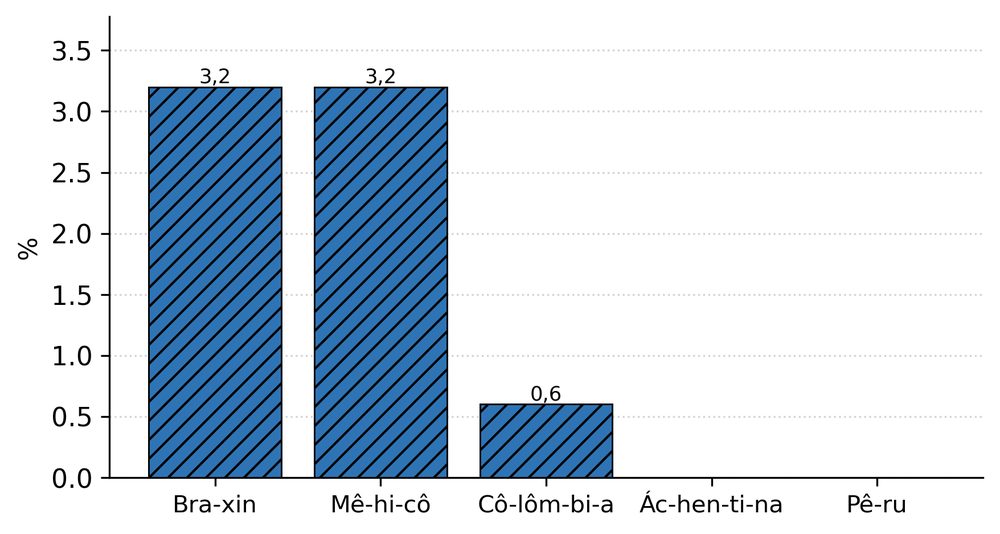 3.5
3.0
2.5
2.0
1.5
1.0
0.5
0.0
%
3,2
3,2
0,6
Bra-xin
Mê-hi-cô
Cô-lôm-bi-a
Ác-hen-ti-na
Pê-ru